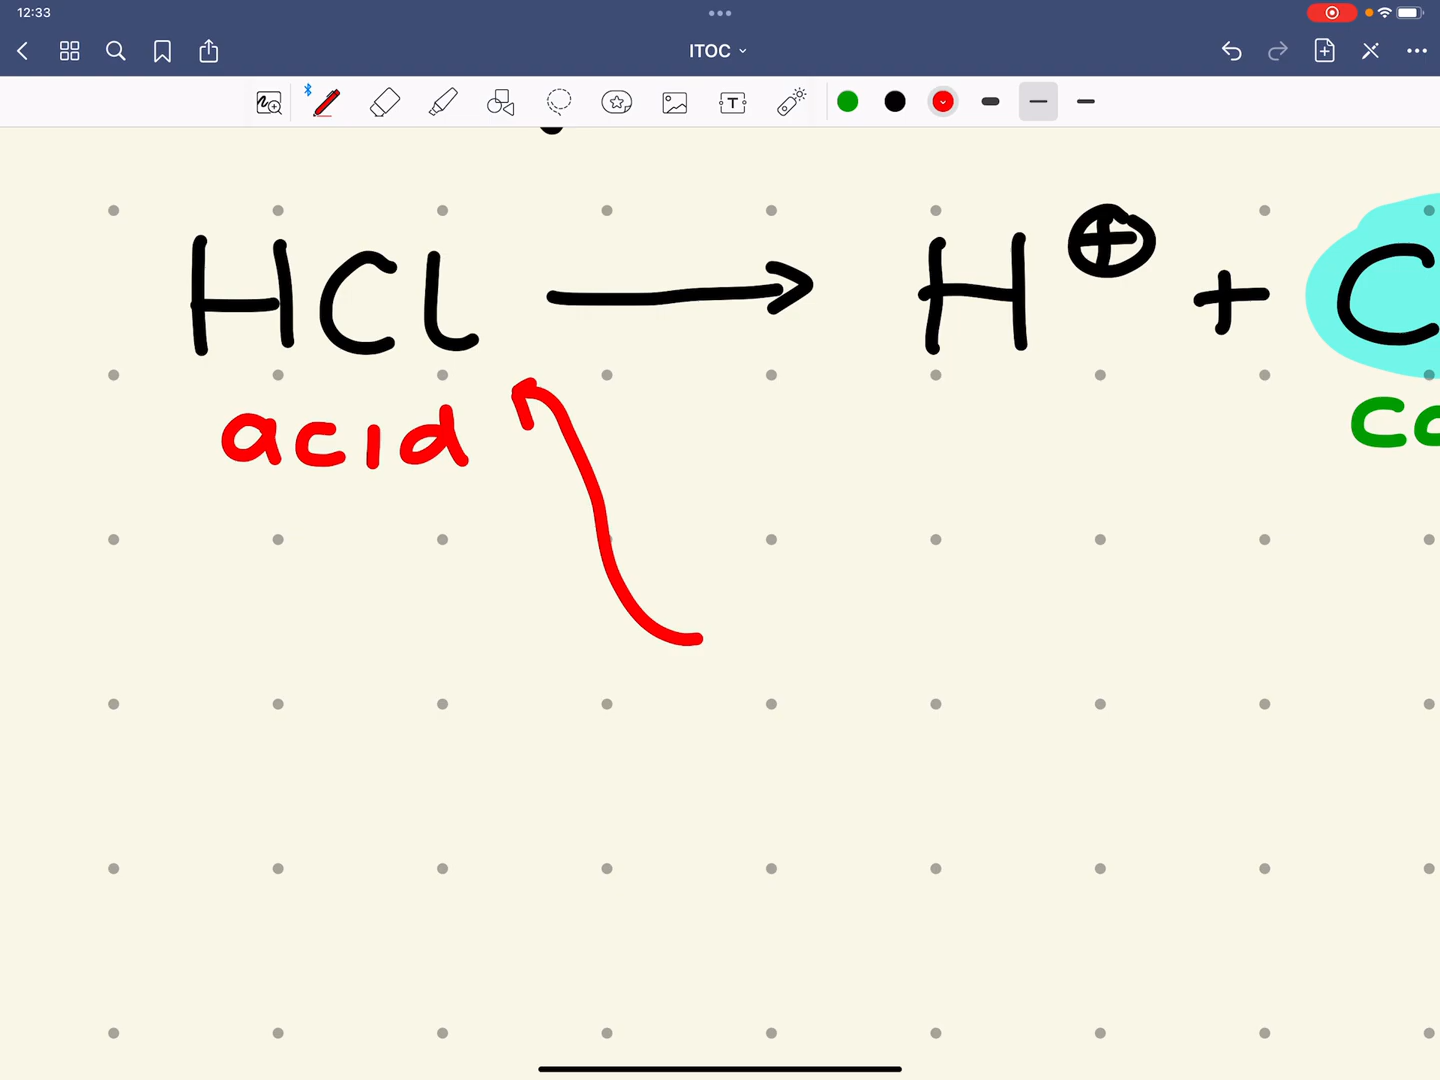 12:33
ITOC
T
HCl → H⊕ + C
acid